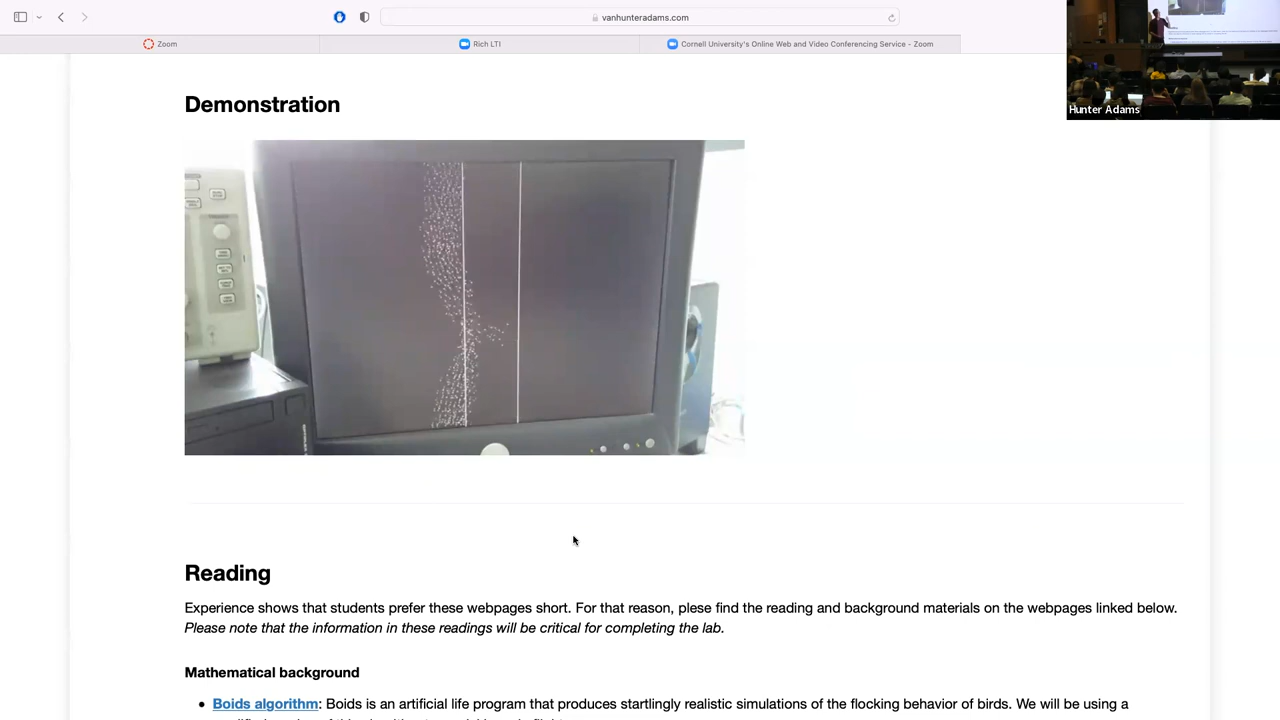 vanhunteradams.com
Zoom
Rich LTI
Cornell University's Online Web and Video Conferencing Service - Zoom
Hunter Adams
Demonstration
Reading
Experience shows that students prefer these webpages short. For that reason, plese find the reading and background materials on the webpages linked below.
Please note that the information in these readings will be critical for completing the lab.
Mathematical background
• Boids algorithm: Boids is an artificial life program that produces startlingly realistic simulations of the flocking behavior of birds. We will be using a